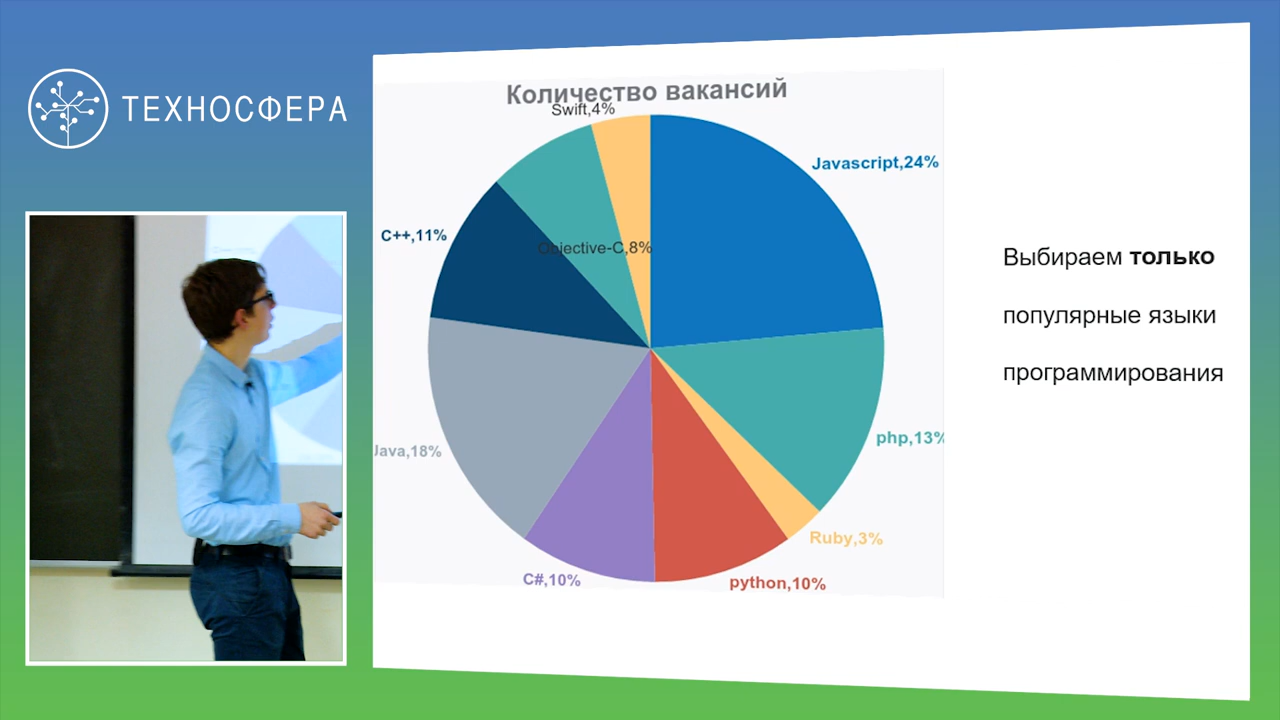 ТЕХНОСФЕРА
Количество вакансий
Swift,4%
Javascript,24%
C++,11%
Objective-C,8%
Java,18%
php,13%
Ruby,3%
C#,10%
python,10%
Выбираем только
популярные языки
программирования